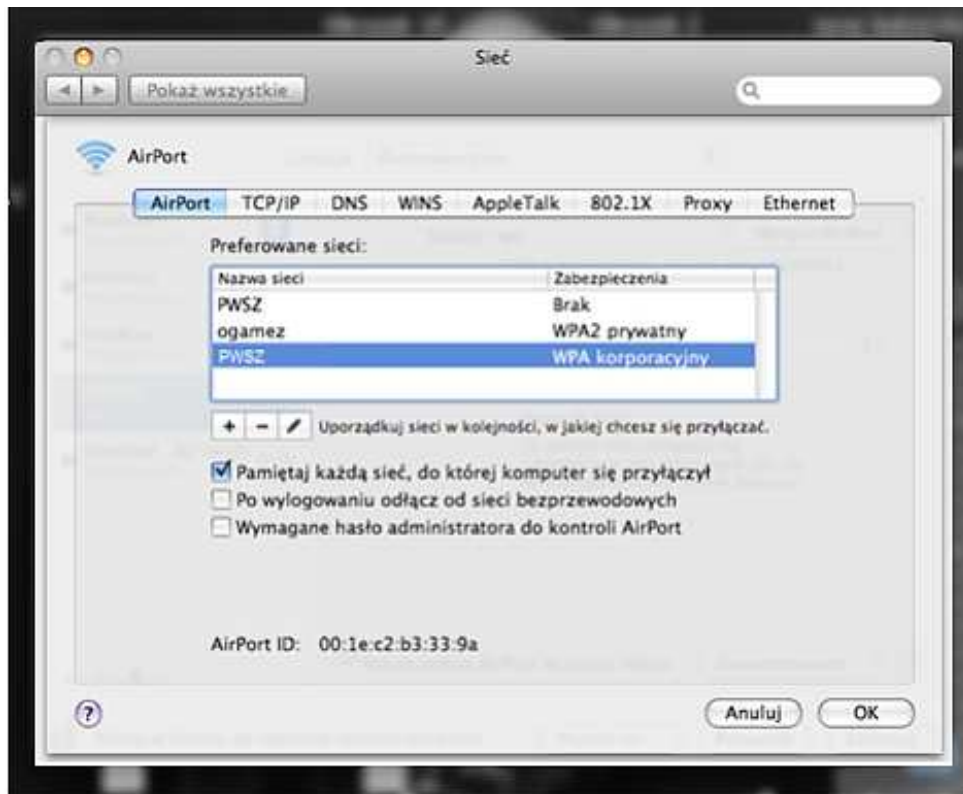 Sieć
Pokaż wszystkie
AirPort
AirPort TCP/IP DNS WINS AppleTalk 802.1X Proxy Ethernet
Preferowane sieci:
Nazwa sieci Zabezpieczenia
PWSZ Brak
ogamez WPA2 prywatny
PWSZ WPA korporacyjny
+ - Uporządkuj sieci w kolejności, w jakiej chcesz się przyłączać.
Pamiętaj każdą sieć, do której komputer się przyłączył
Po wylogowaniu odłącz od sieci bezprzewodowych
Wymagane hasło administratora do kontroli AirPort
AirPort ID: 00:1e:c2:b3:33:9a
? Anuluj OK